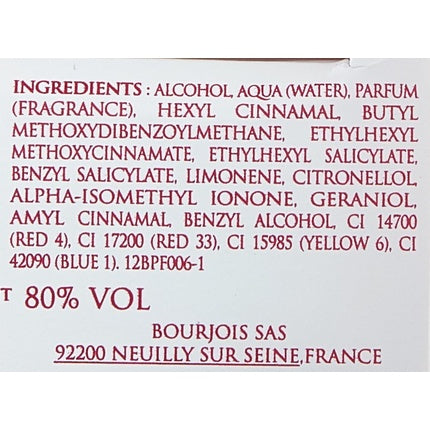 INGREDIENTS : ALCOHOL, AQUA (WATER), PARFUM
(FRAGRANCE), HEXYL CINNAMAL, BUTYL
METHOXYDIBENZOYLMETHANE, ETHYLHEXYL
METHOXYCINNAMATE, ETHYLHEXYL SALICYLATE,
BENZYL SALICYLATE, LIMONENE, CITRONELLOL,
ALPHA-ISOMETHYL IONONE, GERANIOL,
AMYL CINNAMAL, BENZYL ALCOHOL, CI 14700
(RED 4), CI 17200 (RED 33), CI 15985 (YELLOW 6), CI
42090 (BLUE 1). 12BPF006-1
T 80% VOL
BOURJOIS SAS
92200 NEUILLY SUR SEINE, FRANCE